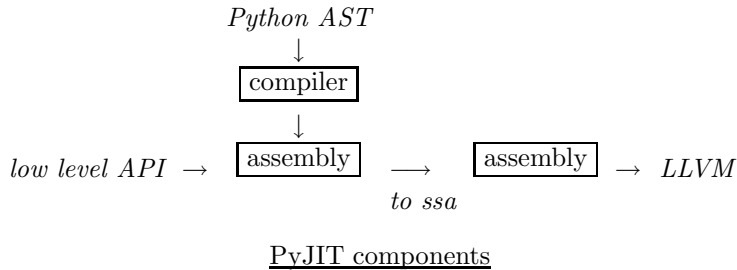 Python AST
↓
compiler
↓
low level API → assembly → assembly → LLVM
to ssa
PyJIT components